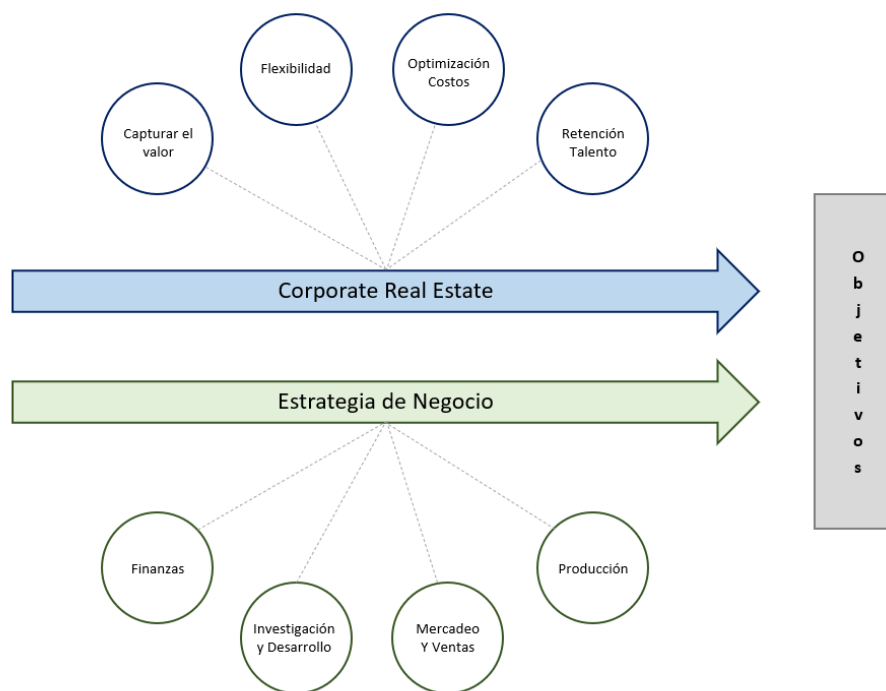 Flexibilidad
Optimización
Costos
Capturar el
valor
Retención
Talento
Corporate Real Estate
Estrategia de Negocio
O
b
j
e
t
i
v
o
s
Finanzas
Producción
Investigación
y Desarrollo
Mercadeo
Y Ventas